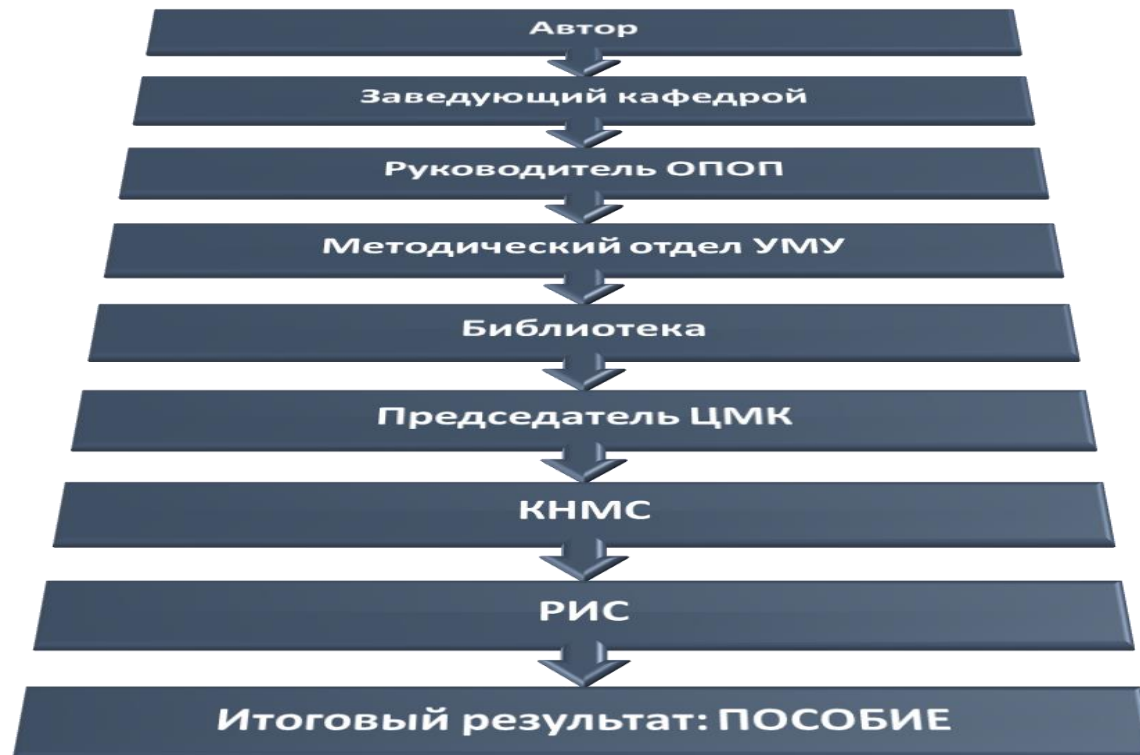 Автор
Заведующий кафедрой
Руководитель ОПОП
Методический отдел УМУ
Библиотека
Председатель ЦМК
КНМС
РИС
Итоговый результат: ПОСОБИЕ